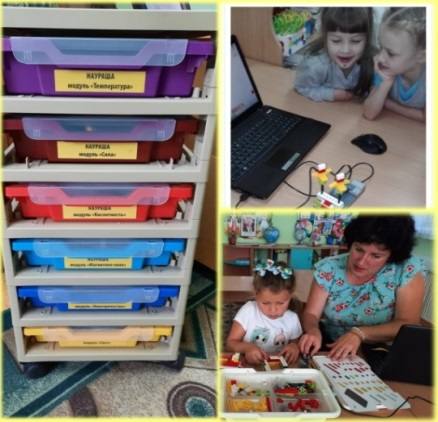 НАУРАША
модуль «Температура»
НАУРАША
модуль «Сила»
НАУРАША
модуль «Кислотность»
НАУРАША
модуль «Магнитное поле»